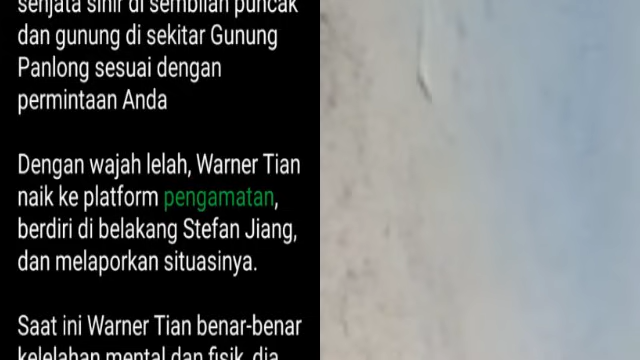 senjata sihir di sembilan puncak
dan gunung di sekitar Gunung
Panlong sesuai dengan
permintaan Anda
Dengan wajah lelah, Warner Tian
naik ke platform pengamatan,
berdiri di belakang Stefan Jiang,
dan melaporkan situasinya.
Saat ini Warner Tian benar-benar
kelelahan mental dan fisik, dia